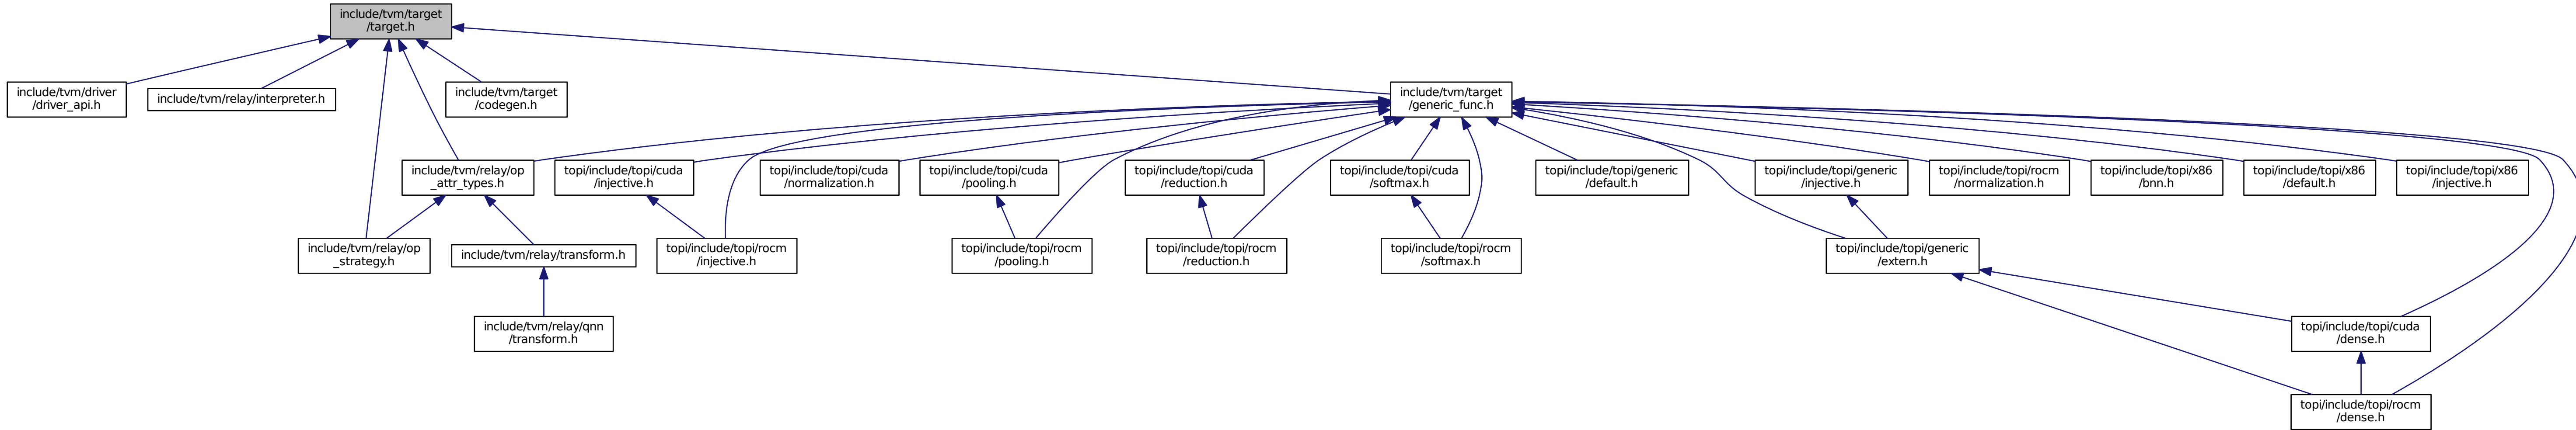 include/tvm/target
/target.h
include/tvm/driver
/driver_api.h
include/tvm/relay/interpreter.h
include/tvm/target
/codegen.h
include/tvm/target
/generic_func.h
include/tvm/relay/op
_attr_types.h
topi/include/topi/cuda
/injective.h
topi/include/topi/cuda
/normalization.h
topi/include/topi/cuda
/pooling.h
topi/include/topi/cuda
/reduction.h
topi/include/topi/cuda
/softmax.h
topi/include/topi/generic
/default.h
topi/include/topi/generic
/injective.h
topi/include/topi/rocm
/normalization.h
topi/include/topi/x86
/bnn.h
topi/include/topi/x86
/default.h
topi/include/topi/x86
/injective.h
include/tvm/relay/op
_strategy.h
include/tvm/relay/transform.h
topi/include/topi/rocm
/injective.h
topi/include/topi/rocm
/pooling.h
topi/include/topi/rocm
/reduction.h
topi/include/topi/rocm
/softmax.h
topi/include/topi/generic
/extern.h
include/tvm/relay/qnn
/transform.h
topi/include/topi/cuda
/dense.h
topi/include/topi/rocm
/dense.h